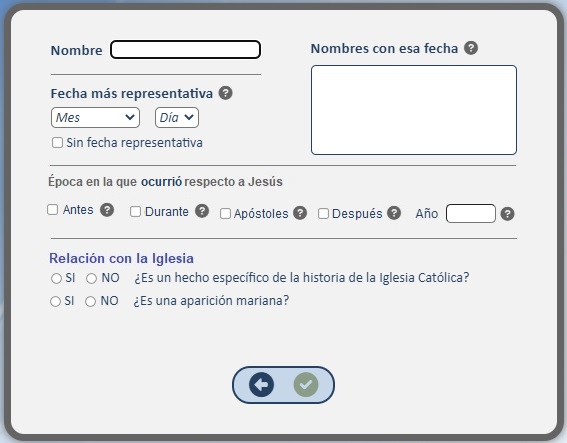 Nombre
Nombres con esa fecha ?
Fecha más representativa ?
Mes Día
Sin fecha representativa
Época en la que ocurrió respecto a Jesús
Antes ? Durante ? Apóstoles ? Después ? Año ?
Relación con la Iglesia
SI NO ¿Es un hecho específico de la historia de la Iglesia Católica?
SI NO ¿Es una aparición mariana?